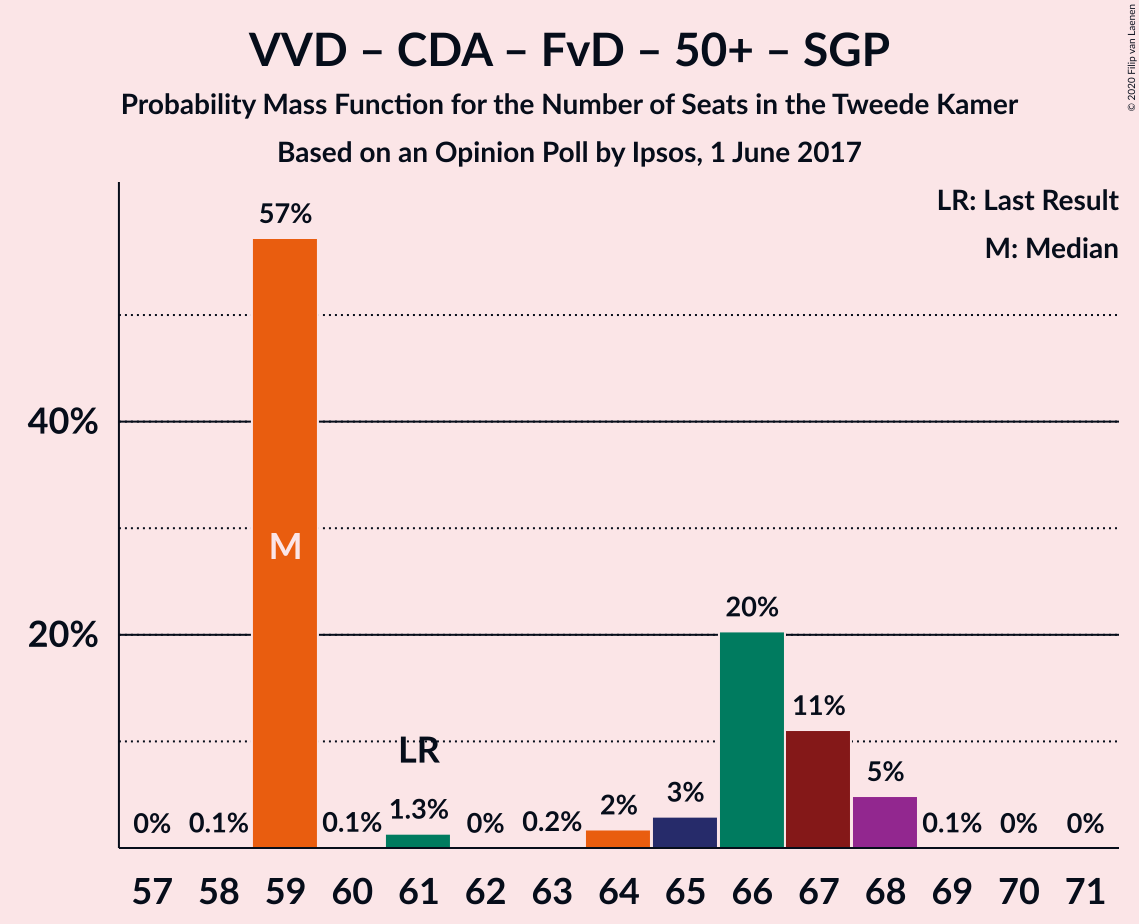 VVD – CDA – FvD – 50+ – SGP
Probability Mass Function for the Number of Seats in the Tweede Kamer
Based on an Opinion Poll by Ipsos, 1 June 2017
© 2020 Filip van Laenen
LR: Last Result
M: Median
57%
40%
M
20%
20%
11%
LR
5%
3%
2%
1.3%
0% 0.1% 0.1% 0% 0.2% 0.1% 0% 0%
57 58 59 60 61 62 63 64 65 66 67 68 69 70 71